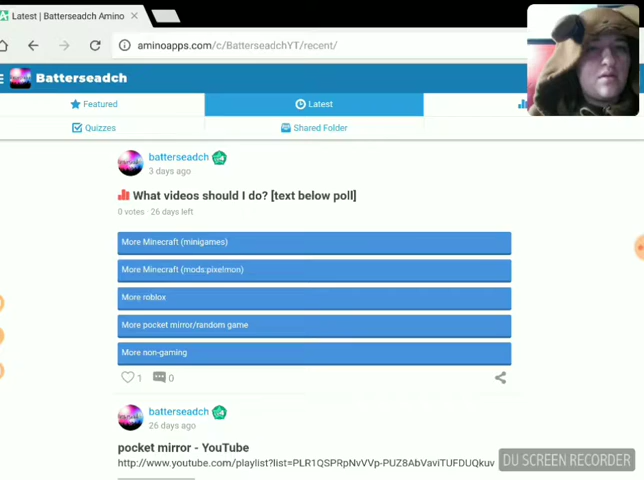 Latest | Batterseadch Amino
aminoapps.com/c/BatterseadchYT/recent/
Batterseadch
Featured
Latest
Quizzes
Shared Folder
batterseadch
3 days ago
What videos should I do? [text below poll]
0 votes · 26 days left
More Minecraft (minigames)
More Minecraft (mods:pixelmon)
More roblox
More pocket mirror/random game
More non-gaming
1 0
batterseadch
26 days ago
pocket mirror - YouTube
http://www.youtube.com/playlist?list=PLR1QSPRpNvVVp-PUZ8AbVaviTUFDUQkuv
DU SCREEN RECORDER